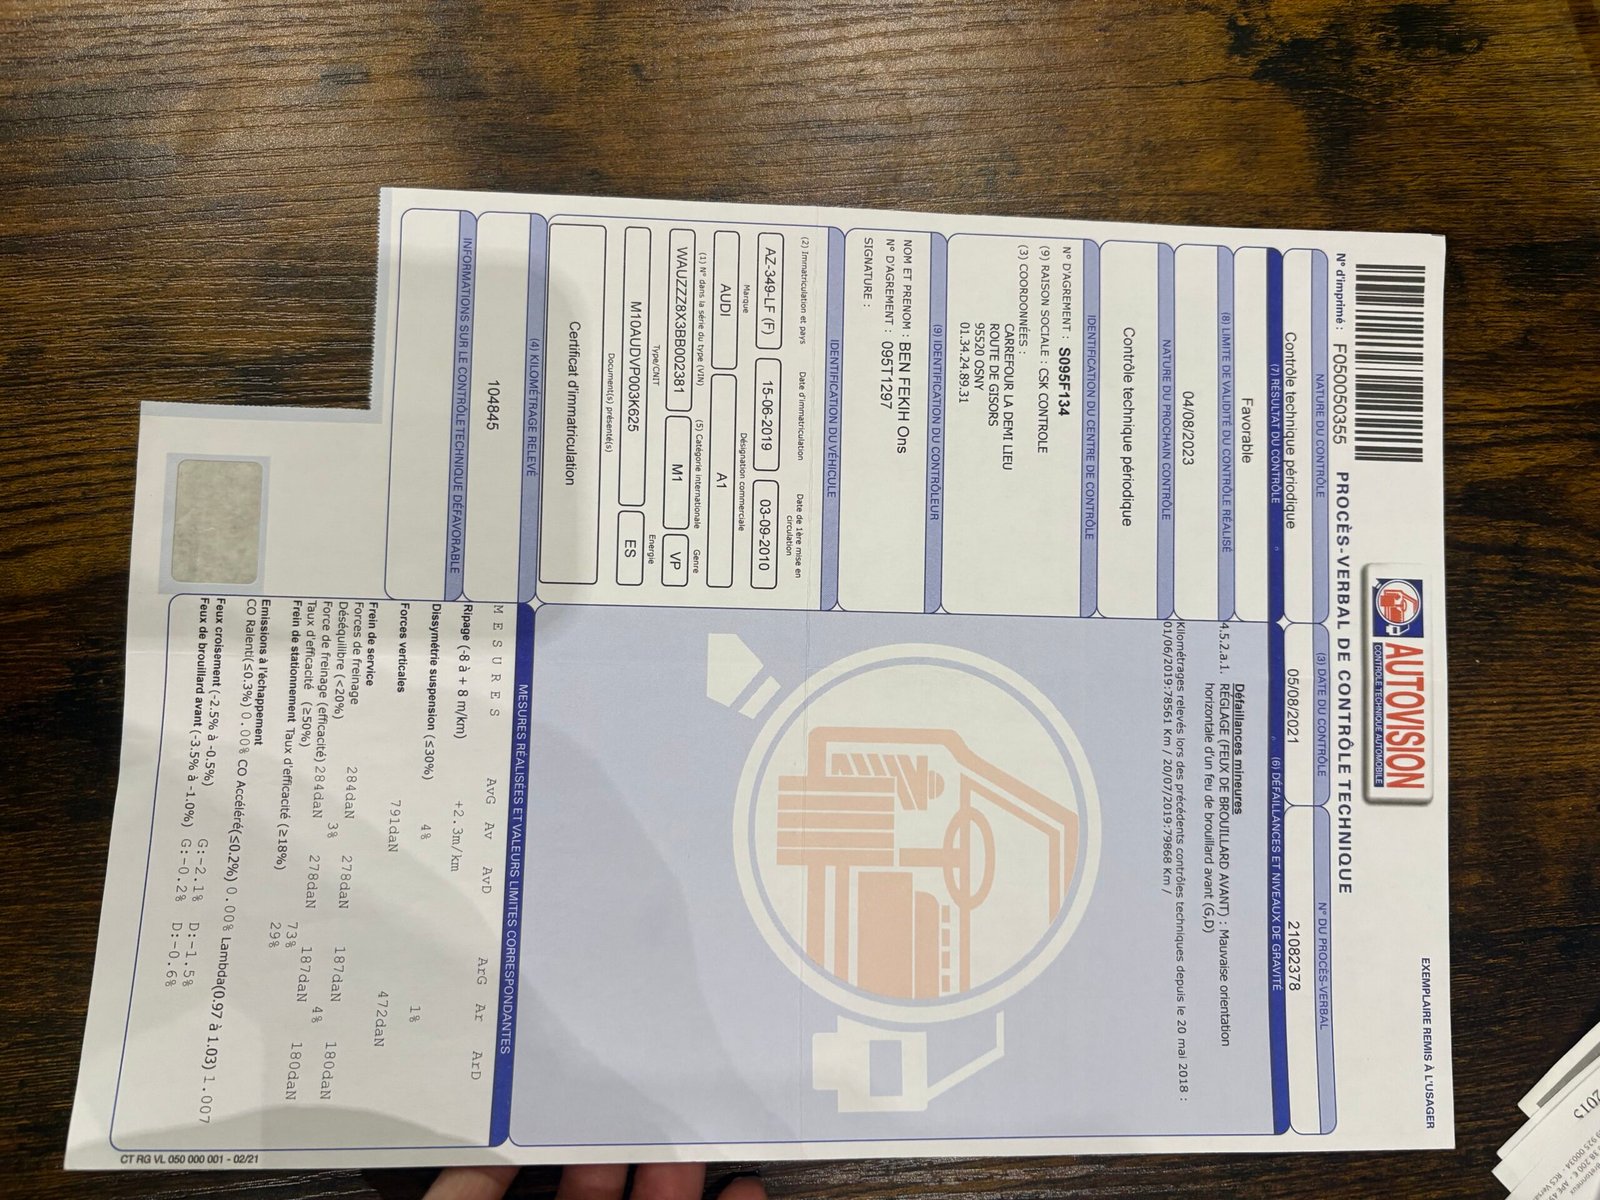 EXEMPLAIRE REMIS À L'USAGER
AUTOVISION
CONTROLE TECHNIQUE AUTOMOBILE
N° d'imprimé : F050050355
PROCÈS-VERBAL DE CONTRÔLE TECHNIQUE
NATURE DU CONTRÔLE
Contrôle technique périodique
(3) DATE DU CONTRÔLE
05/08/2021
N° DU PROCÈS-VERBAL
21082378
(7) RÉSULTAT DU CONTRÔLE
Favorable
(8) LIMITE DE VALIDITÉ DU CONTRÔLE RÉALISÉ
04/08/2023
NATURE DU PROCHAIN CONTRÔLE
Contrôle technique périodique
IDENTIFICATION DU CENTRE DE CONTRÔLE
N° D'AGREMENT : S095F134
(9) RAISON SOCIALE : CSK CONTROLE
(3) COORDONNÉES :
CARREFOUR LA DEMI LIEU
ROUTE DE GISORS
95520 OSNY
01.34.24.89.31
(9) IDENTIFICATION DU CONTRÔLEUR
NOM ET PRENOM : BEN FEKIH Ons
N° D'AGREMENT : 095T1297
SIGNATURE :
IDENTIFICATION DU VÉHICULE
(2) Immatriculation et pays
Date d'immatriculation
Date de 1ère mise en circulation
AZ-349-LF (F)
15-06-2019
03-09-2010
Marque
Désignation commerciale
AUDI
A1
(1) N° dans la série du type (VIN)
(5) Catégorie internationale
Genre
WAUZZZ8X3BB002381
M1
VP
Type/CNIT
Energie
M10AUDVP003K625
ES
Document(s) présenté(s)
Certificat d'immatriculation
(4) KILOMÉTRAGE RELEVÉ
104845
INFORMATIONS SUR LE CONTRÔLE TECHNIQUE DÉFAVORABLE
(6) DÉFAILLANCES ET NIVEAUX DE GRAVITÉ
Défaillances mineures
4.5.2.a.1. RÉGLAGE (FEUX DE BROUILLARD AVANT) : Mauvaise orientation
horizontale d'un feu de brouillard avant (G,D)
Kilométrages relevés lors des précédents contrôles techniques depuis le 20 mai 2018 :
01/06/2019:78561 Km / 20/07/2019:79868 Km /
MESURES RÉALISÉES ET VALEURS LIMITES CORRESPONDANTES
MESURES AvG Av AvD ArG Ar ArD
Ripage (-8 à + 8 m/km) +2.3m/km
Dissymétrie suspension (≤30%) 4% 1%
Forces verticales 791daN 472daN
Frein de service
Forces de freinage 284daN 278daN 187daN 180daN
Déséquilibre (<20%) 3% 4%
Force de freinage (efficacité) 284daN 278daN 187daN 180daN
Taux d'efficacité (≥50%) 73%
Frein de stationnement Taux d'efficacité (≥18%) 29%
Emissions à l'échappement
CO Ralenti(≤0.3%) 0.00% CO Accéléré(≤0.2%) 0.00% Lambda(0.97 à 1.03) 1.007
Feux croisement (-2.5% à -0.5%) G:-2.1% D:-1.5%
Feux de brouillard avant (-3.5% à -1.0%) G:-0.2% D:-0.6%
CT RG VL 050 000 001 - 02/21
2015